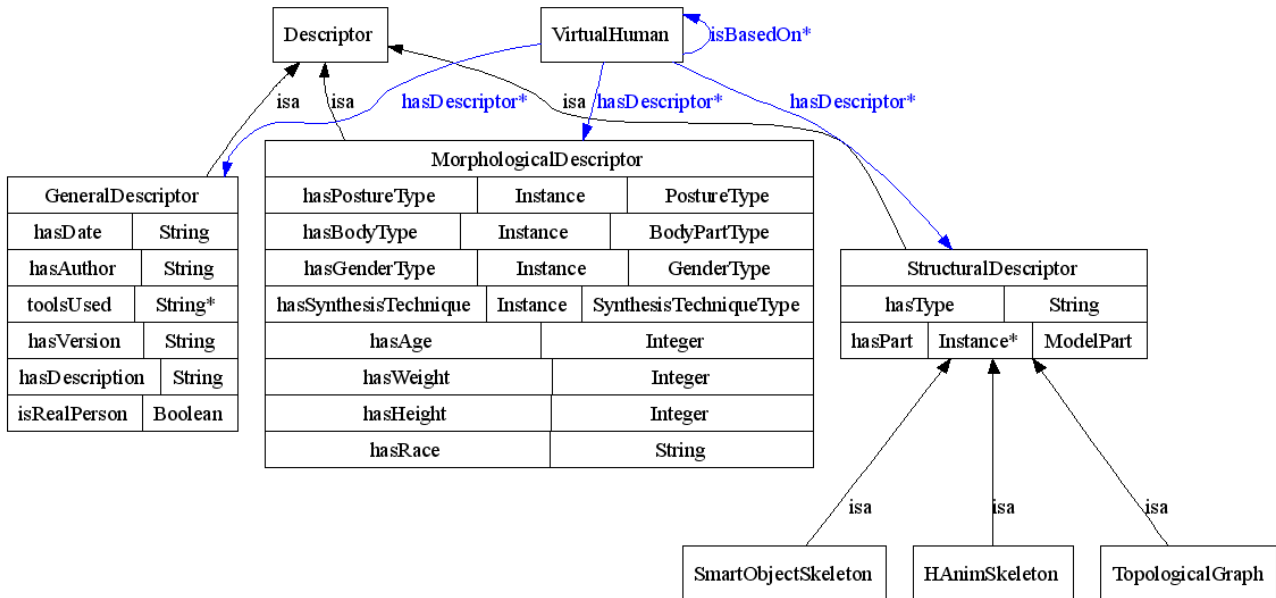 Descriptor
VirtualHuman
isBasedOn*
isa
isa
hasDescriptor*
isa
hasDescriptor*
hasDescriptor*
GeneralDescriptor
hasDate String
hasAuthor String
toolsUsed String*
hasVersion String
hasDescription String
isRealPerson Boolean
MorphologicalDescriptor
hasPostureType Instance PostureType
hasBodyType Instance BodyPartType
hasGenderType Instance GenderType
hasSynthesisTechnique Instance SynthesisTechniqueType
hasAge Integer
hasWeight Integer
hasHeight Integer
hasRace String
StructuralDescriptor
hasType String
hasPart Instance* ModelPart
isa
isa
isa
SmartObjectSkeleton
HAnimSkeleton
TopologicalGraph